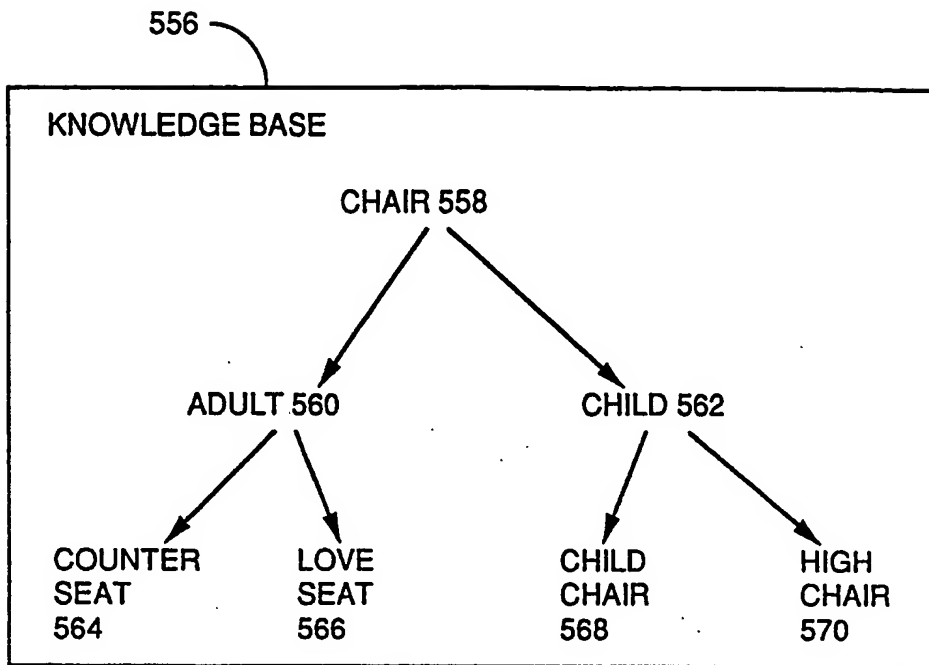 556
KNOWLEDGE BASE
CHAIR 558
ADULT 560
CHILD 562
COUNTER
SEAT
564
LOVE
SEAT
566
CHILD
CHAIR
568
HIGH
CHAIR
570